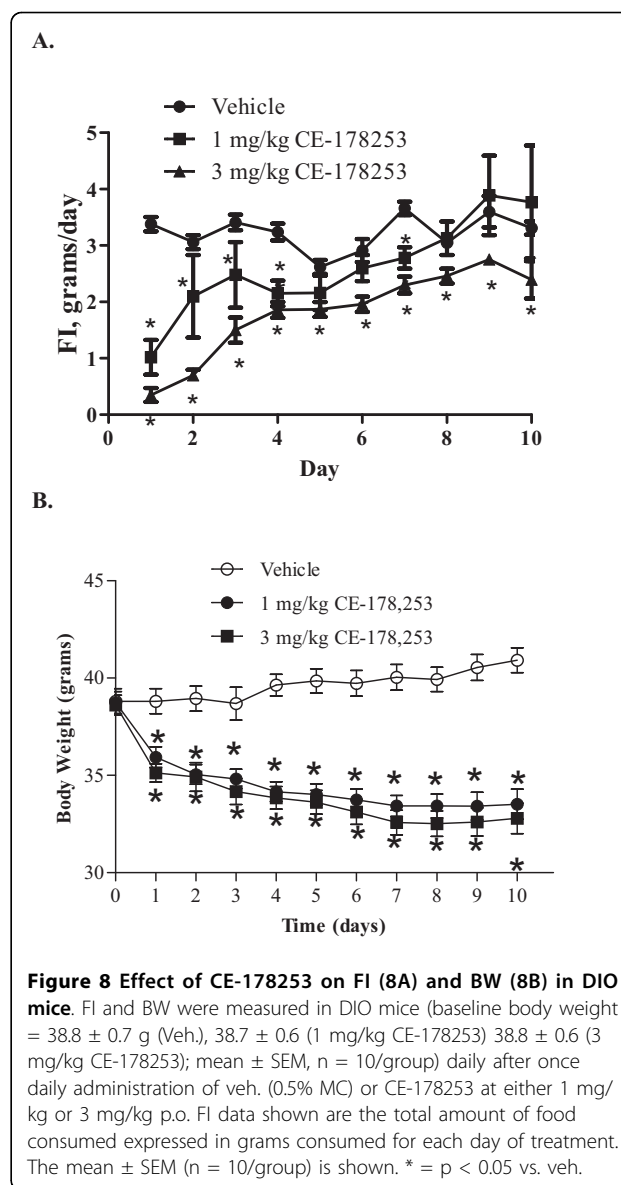 A.
Vehicle
1 mg/kg CE-178253
3 mg/kg CE-178253
5
4
3
2
1
0
FI, grams/day
* * * * *
* * * * * * * * * *
0 2 4 6 8 10
Day
B.
Vehicle
1 mg/kg CE-178,253
3 mg/kg CE-178,253
45
40
35
30
Body Weight (grams)
* * * * * * * * * *
* * * * * * * * * *
0 1 2 3 4 5 6 7 8 9 10
Time (days)
Figure 8 Effect of CE-178253 on FI (8A) and BW (8B) in DIO
mice. FI and BW were measured in DIO mice (baseline body weight
= 38.8 ± 0.7 g (Veh.), 38.7 ± 0.6 (1 mg/kg CE-178253) 38.8 ± 0.6 (3
mg/kg CE-178253); mean ± SEM, n = 10/group) daily after once
daily administration of veh. (0.5% MC) or CE-178253 at either 1 mg/
kg or 3 mg/kg p.o. FI data shown are the total amount of food
consumed expressed in grams consumed for each day of treatment.
The mean ± SEM (n = 10/group) is shown. * = p < 0.05 vs. veh.